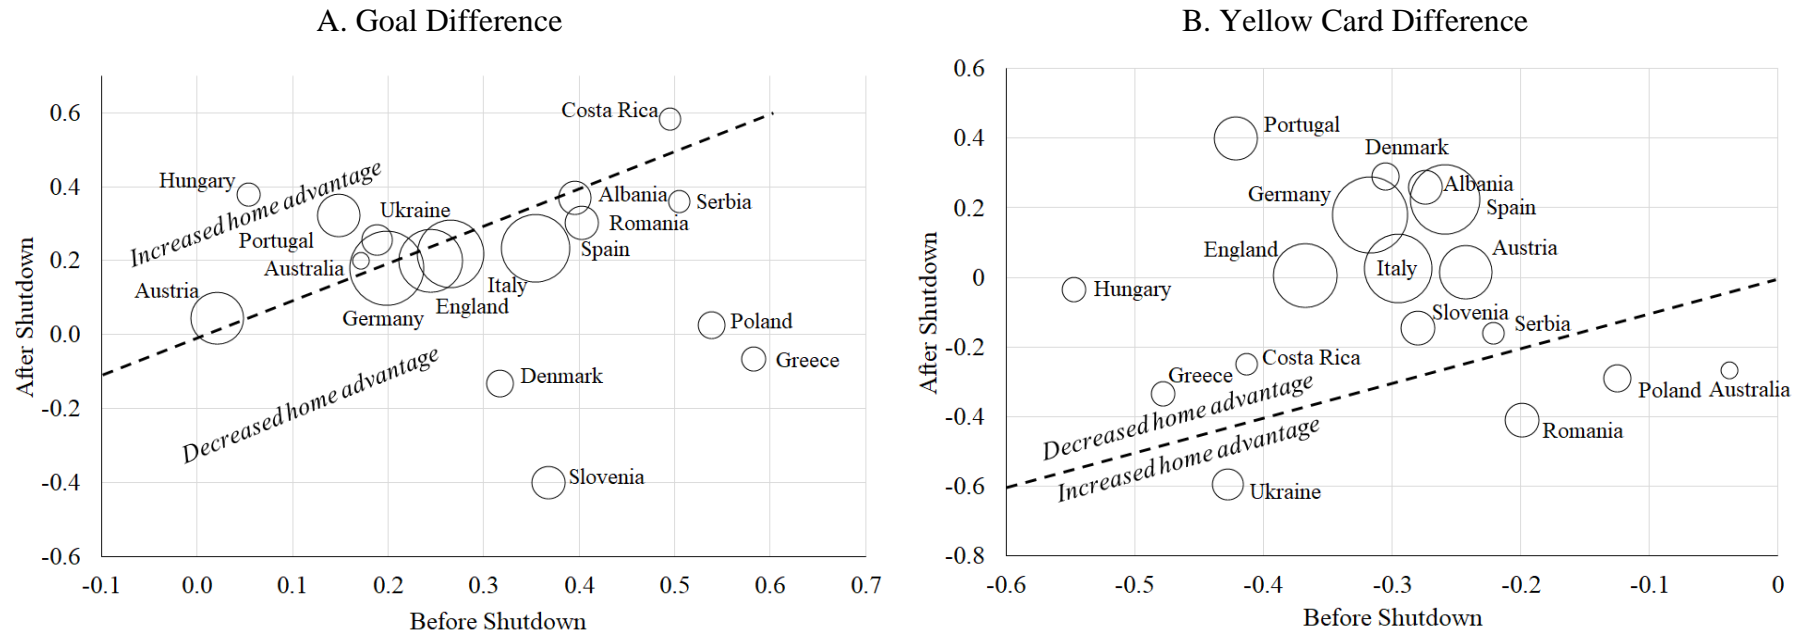 A. Goal Difference
0.6
0.4
0.2
0.0
-0.2
-0.4
-0.6
After Shutdown
Costa Rica
Hungary
Increased home advantage
Albania
Serbia
Ukraine
Romania
Portugal
Spain
Australia
Italy
Austria
England
Germany
Poland
Greece
Denmark
Decreased home advantage
Slovenia
-0.1
0.0
0.1
0.2
0.3
0.4
0.5
0.6
0.7
Before Shutdown
B. Yellow Card Difference
0.6
0.4
0.2
0
-0.2
-0.4
-0.6
-0.8
After Shutdown
Portugal
Denmark
Germany
Albania
Spain
England
Austria
Italy
Hungary
Slovenia
Serbia
Costa Rica
Greece
Decreased home advantage
Poland
Australia
Romania
Increased home advantage
Ukraine
-0.6
-0.5
-0.4
-0.3
-0.2
-0.1
0
Before Shutdown